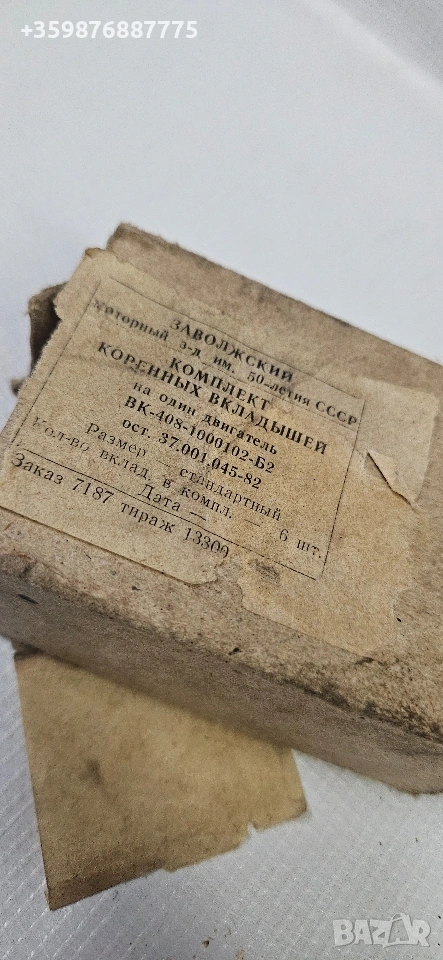 +359876887775
ЗАВОЛЖСКИЙ
моторный з-д им. 50-летия СССР
КОМПЛЕКТ
КОРЕННЫХ ВКЛАДЫШЕЙ
на один двигатель
ВК-408-1000102-Б2
ост. 37.001.045-82
Размер — стандартный
Кол-во вклад. в компл. — 6 шт.
Дата —
Заказ 7187 тираж 13300
BAZAR